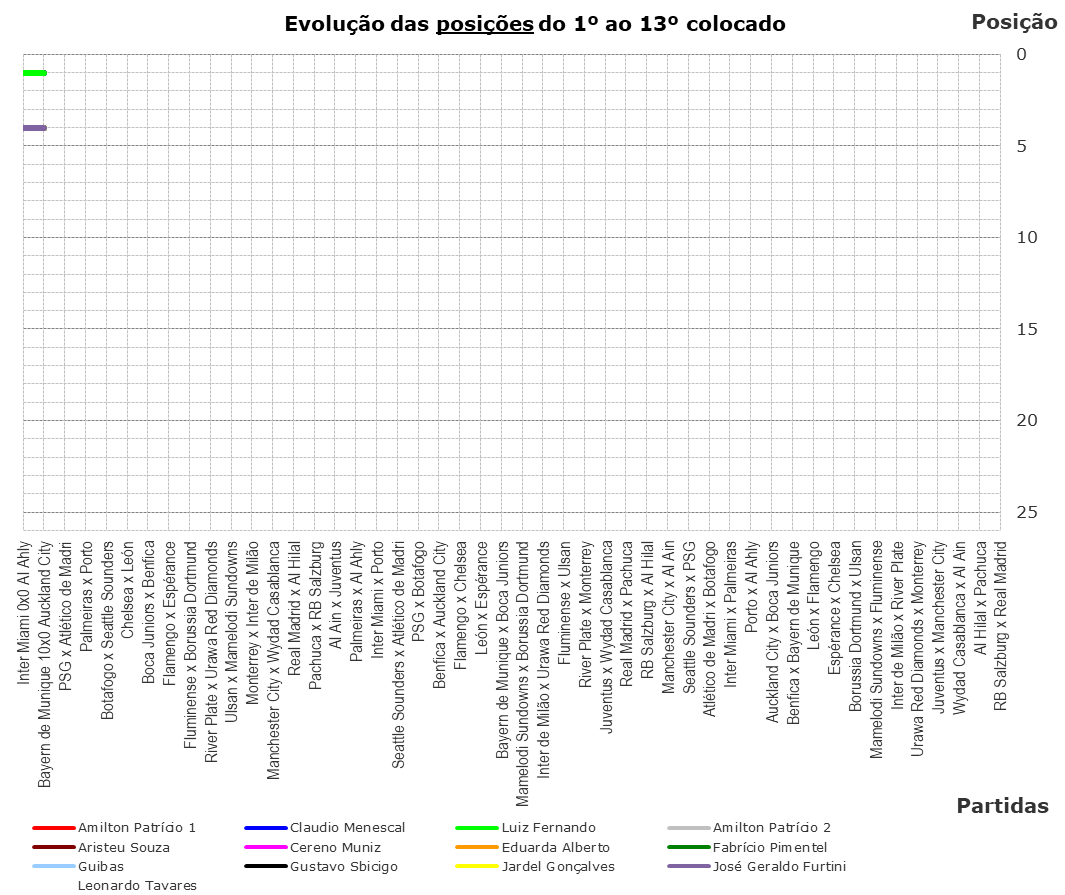 Evolução das posições do 1º ao 13º colocado
Posição
0
5
10
15
20
25
Inter Miami 0x0 Al Ahly
Bayern de Munique 10x0 Auckland City
PSG x Atlético de Madri
Palmeiras x Porto
Botafogo x Seattle Sounders
Chelsea x León
Boca Juniors x Benfica
Flamengo x Espérance
Fluminense x Borussia Dortmund
River Plate x Urawa Red Diamonds
Ulsan x Mamelodi Sundowns
Monterrey x Inter de Milão
Manchester City x Wydad Casablanca
Real Madrid x Al Hilal
Pachuca x RB Salzburg
Al Ain x Juventus
Palmeiras x Al Ahly
Inter Miami x Porto
Seattle Sounders x Atlético de Madri
PSG x Botafogo
Benfica x Auckland City
Flamengo x Chelsea
León x Espérance
Bayern de Munique x Boca Juniors
Mamelodi Sundowns x Borussia Dortmund
Inter de Milão x Urawa Red Diamonds
Fluminense x Ulsan
River Plate x Monterrey
Juventus x Wydad Casablanca
Real Madrid x Pachuca
RB Salzburg x Al Hilal
Manchester City x Al Ain
Seattle Sounders x PSG
Atlético de Madri x Botafogo
Inter Miami x Palmeiras
Porto x Al Ahly
Auckland City x Boca Juniors
Benfica x Bayern de Munique
León x Flamengo
Espérance x Chelsea
Borussia Dortmund x Ulsan
Mamelodi Sundowns x Fluminense
Inter de Milão x River Plate
Urawa Red Diamonds x Monterrey
Juventus x Manchester City
Wydad Casablanca x Al Ain
Al Hilal x Pachuca
RB Salzburg x Real Madrid
Partidas
Amilton Patrício 1 Claudio Menescal Luiz Fernando Amilton Patrício 2
Aristeu Souza Cereno Muniz Eduarda Alberto Fabrício Pimentel
Guibas Gustavo Sbicigo Jardel Gonçalves José Geraldo Furtini
Leonardo Tavares